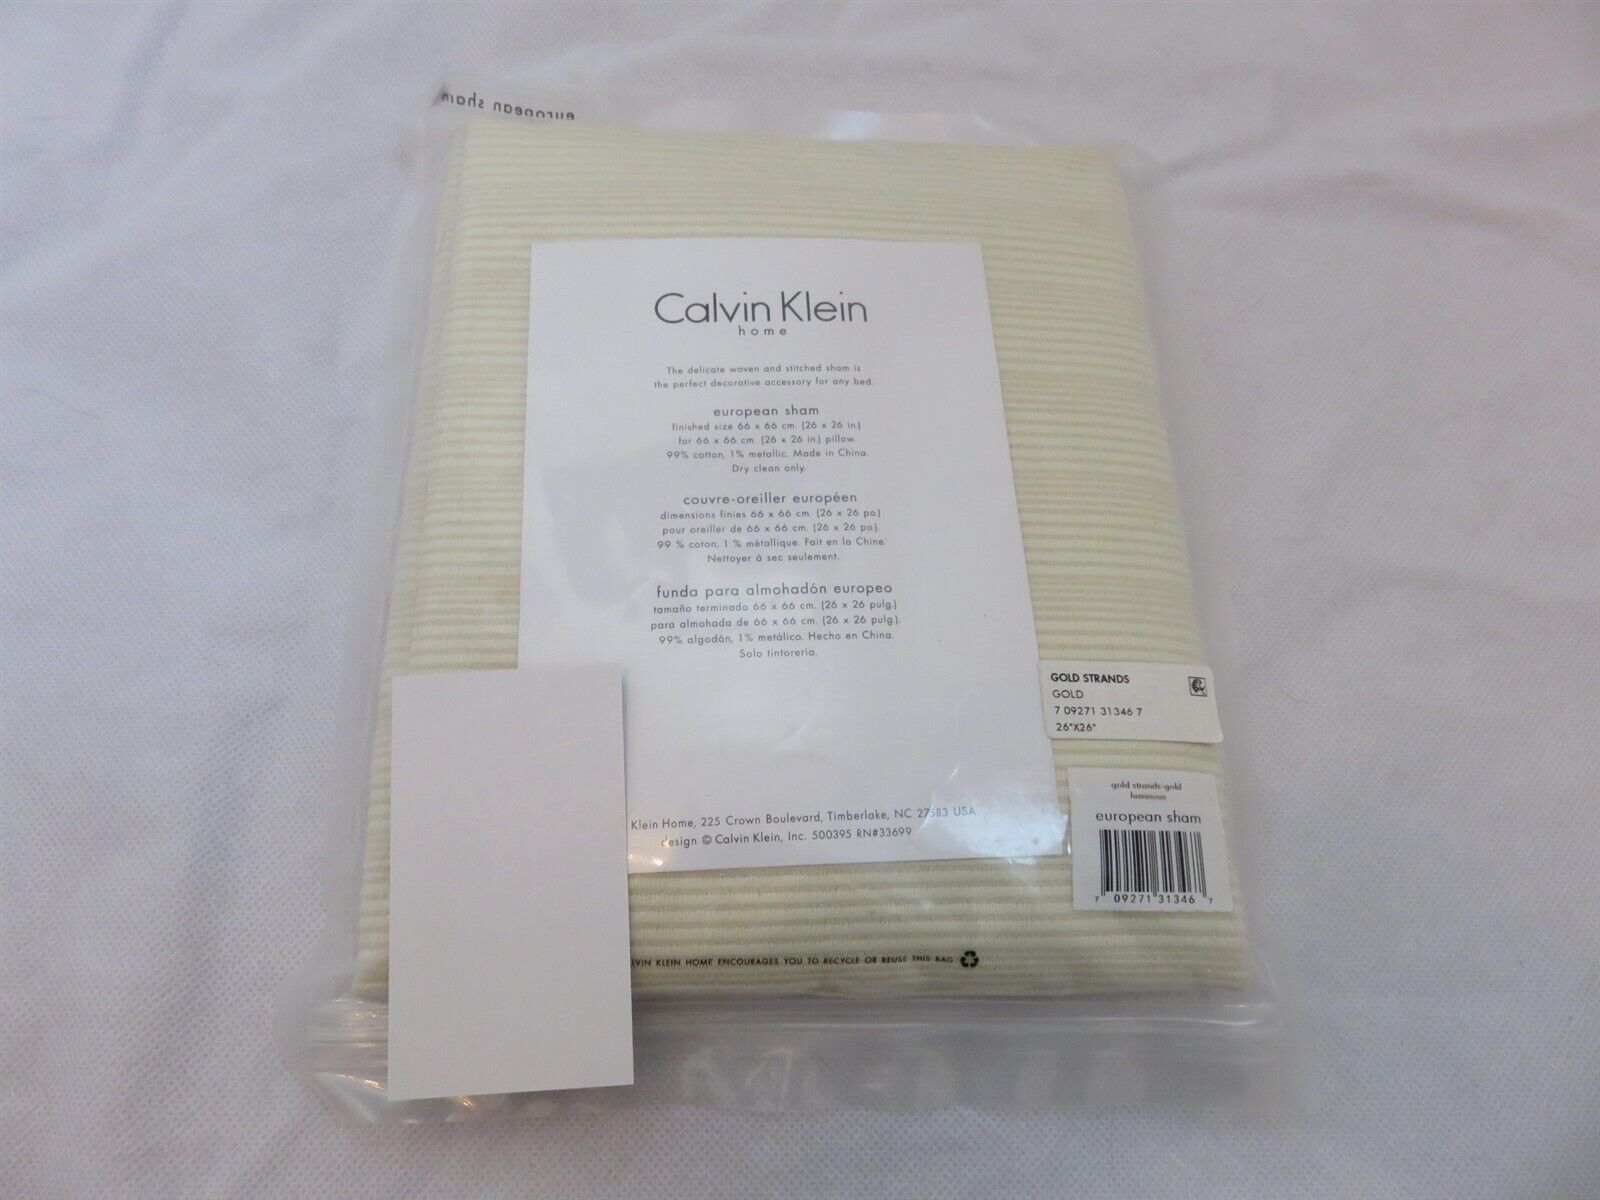 european sham
Calvin Klein
home
The delicate woven and stitched sham is
the perfect decorative accessory for any bed.
european sham
finished size 66 x 66 cm. (26 x 26 in.)
for 66 x 66 cm. (26 x 26 in.) pillow.
99% cotton, 1% metallic. Made in China.
Dry clean only.
couvre-oreiller européen
dimensions finies 66 x 66 cm. (26 x 26 po.)
pour oreiller de 66 x 66 cm. (26 x 26 po.).
99 % coton, 1 % métallique. Fait en la Chine.
Nettoyer à sec seulement.
funda para almohadón europeo
tamaño terminado 66 x 66 cm. (26 x 26 pulg.)
para almohada de 66 x 66 cm. (26 x 26 pulg.).
99% algodón, 1% metálico. Hecho en China.
Solo tintorería.
Klein Home, 225 Crown Boulevard, Timberlake, NC 27583 USA
design © Calvin Klein, Inc. 500395 RN#33699
GOLD STRANDS
GOLD
7 09271 31346 7
26"X26"
gold strands-gold
luminous
european sham
7 09271 31346 7
LVIN KLEIN HOME ENCOURAGES YOU TO RECYCLE OR REUSE THIS BAG.